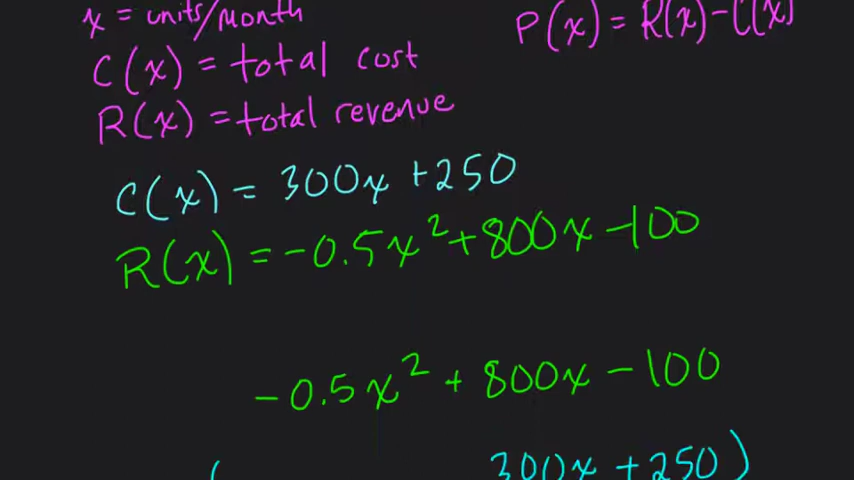 x = units/month
P(x) = R(x) - C(x)
C(x) = total cost
R(x) = total revenue
C(x) = 300x + 250
R(x) = -0.5x² + 800x - 100
-0.5x² + 800x - 100
( 300x + 250 )